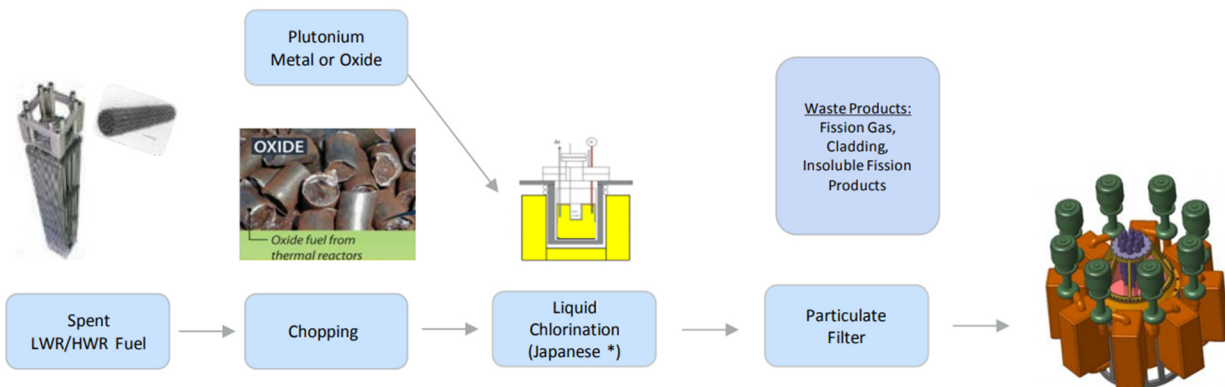 Plutonium
Metal or Oxide
Waste Products:
Fission Gas,
Cladding,
Insoluble Fission
Products
OXIDE
Oxide fuel from
thermal reactors
Ar
Spent
LWR/HWR Fuel
Chopping
Liquid
Chlorination
(Japanese *)
Particulate
Filter